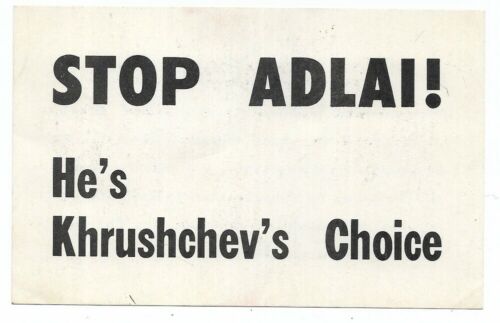 STOP ADLAI!
He's
Khrushchev's Choice